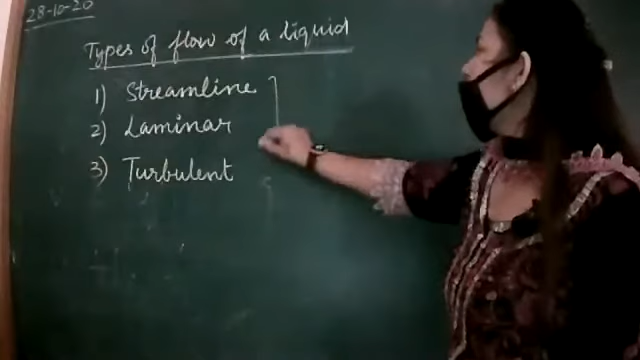 28-10-20
Types of flow of a liquid
1) Streamline
2) Laminar
3) Turbulent